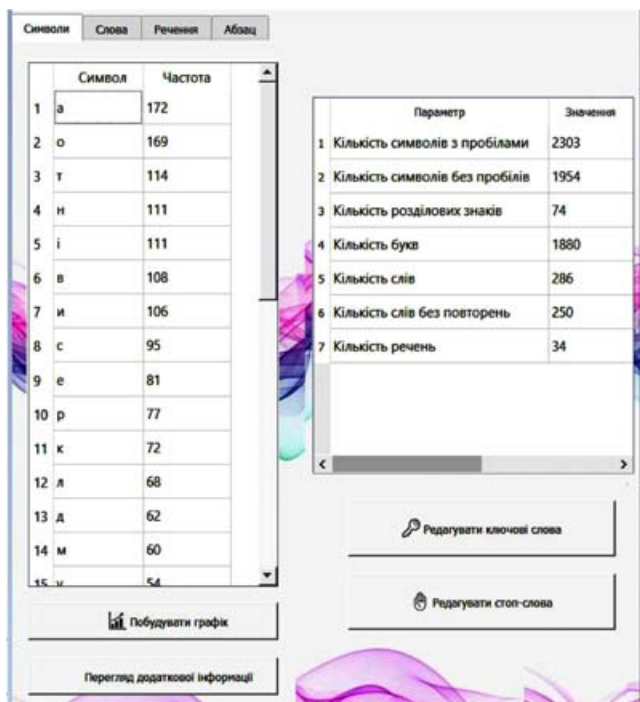 Символи Слова Речення Абзац
Символ Частота
1 а 172
2 о 169
3 т 114
4 н 111
5 і 111
6 в 108
7 и 106
8 с 95
9 е 81
10 р 77
11 к 72
12 л 68
13 д 62
14 м 60
15 у 54
Побудувати графік
Перегляд додаткової інформації
Параметр Значення
1 Кількість символів з пробілами 2303
2 Кількість символів без пробілів 1954
3 Кількість розділових знаків 74
4 Кількість букв 1880
5 Кількість слів 286
6 Кількість слів без повторень 250
7 Кількість речень 34
Редагувати ключові слова
Редагувати стоп-слова